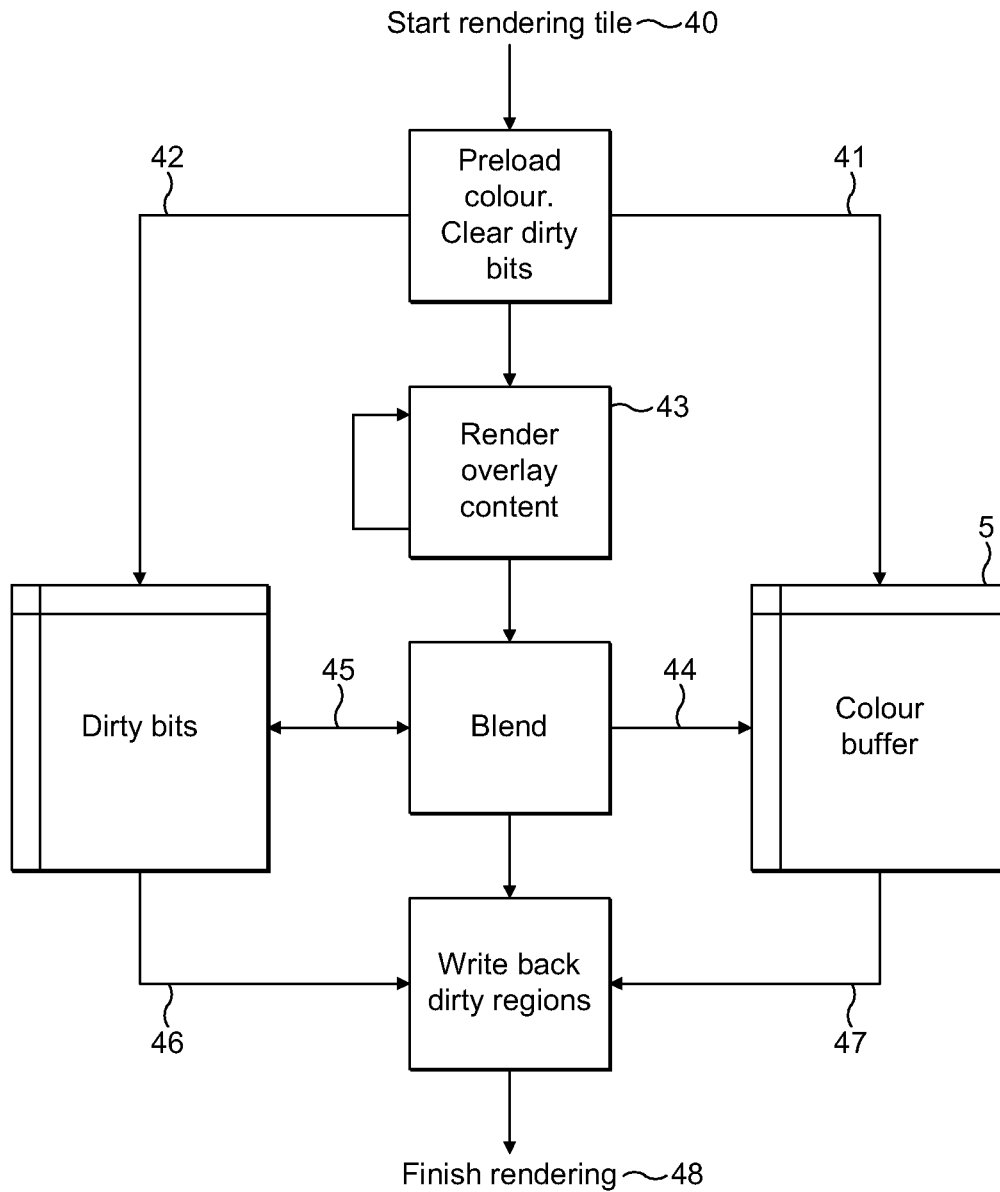 Start rendering tile 40
42
41
Preload
colour.
Clear dirty
bits
43
Render
overlay
content
5
45
44
Dirty bits
Blend
Colour
buffer
Write back
dirty regions
46
47
Finish rendering 48